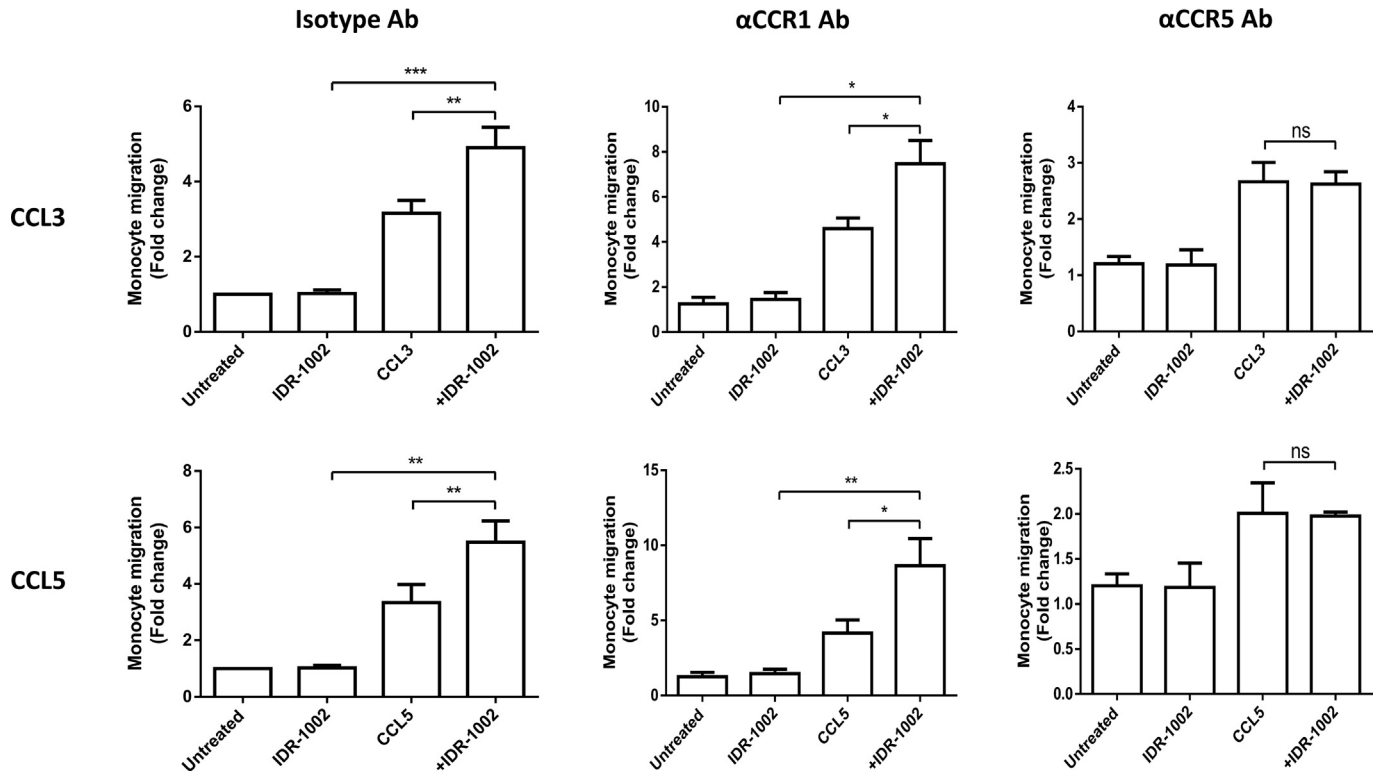 Isotype Ab
αCCR1 Ab
αCCR5 Ab
CCL3
Monocyte migration
(Fold change)
6
4
2
0
***
**
Untreated
IDR-1002
CCL3
+IDR-1002
Monocyte migration
(Fold change)
10
8
6
4
2
0
*
*
Untreated
IDR-1002
CCL3
+IDR-1002
Monocyte migration
(Fold change)
4
3
2
1
0
ns
Untreated
IDR-1002
CCL3
+IDR-1002
CCL5
Monocyte migration
(Fold change)
8
6
4
2
0
**
**
Untreated
IDR-1002
CCL5
+IDR-1002
Monocyte migration
(Fold change)
15
10
5
0
**
*
Untreated
IDR-1002
CCL5
+IDR-1002
Monocyte migration
(Fold change)
2.5
2.0
1.5
1.0
0.5
0.0
ns
Untreated
IDR-1002
CCL5
+IDR-1002